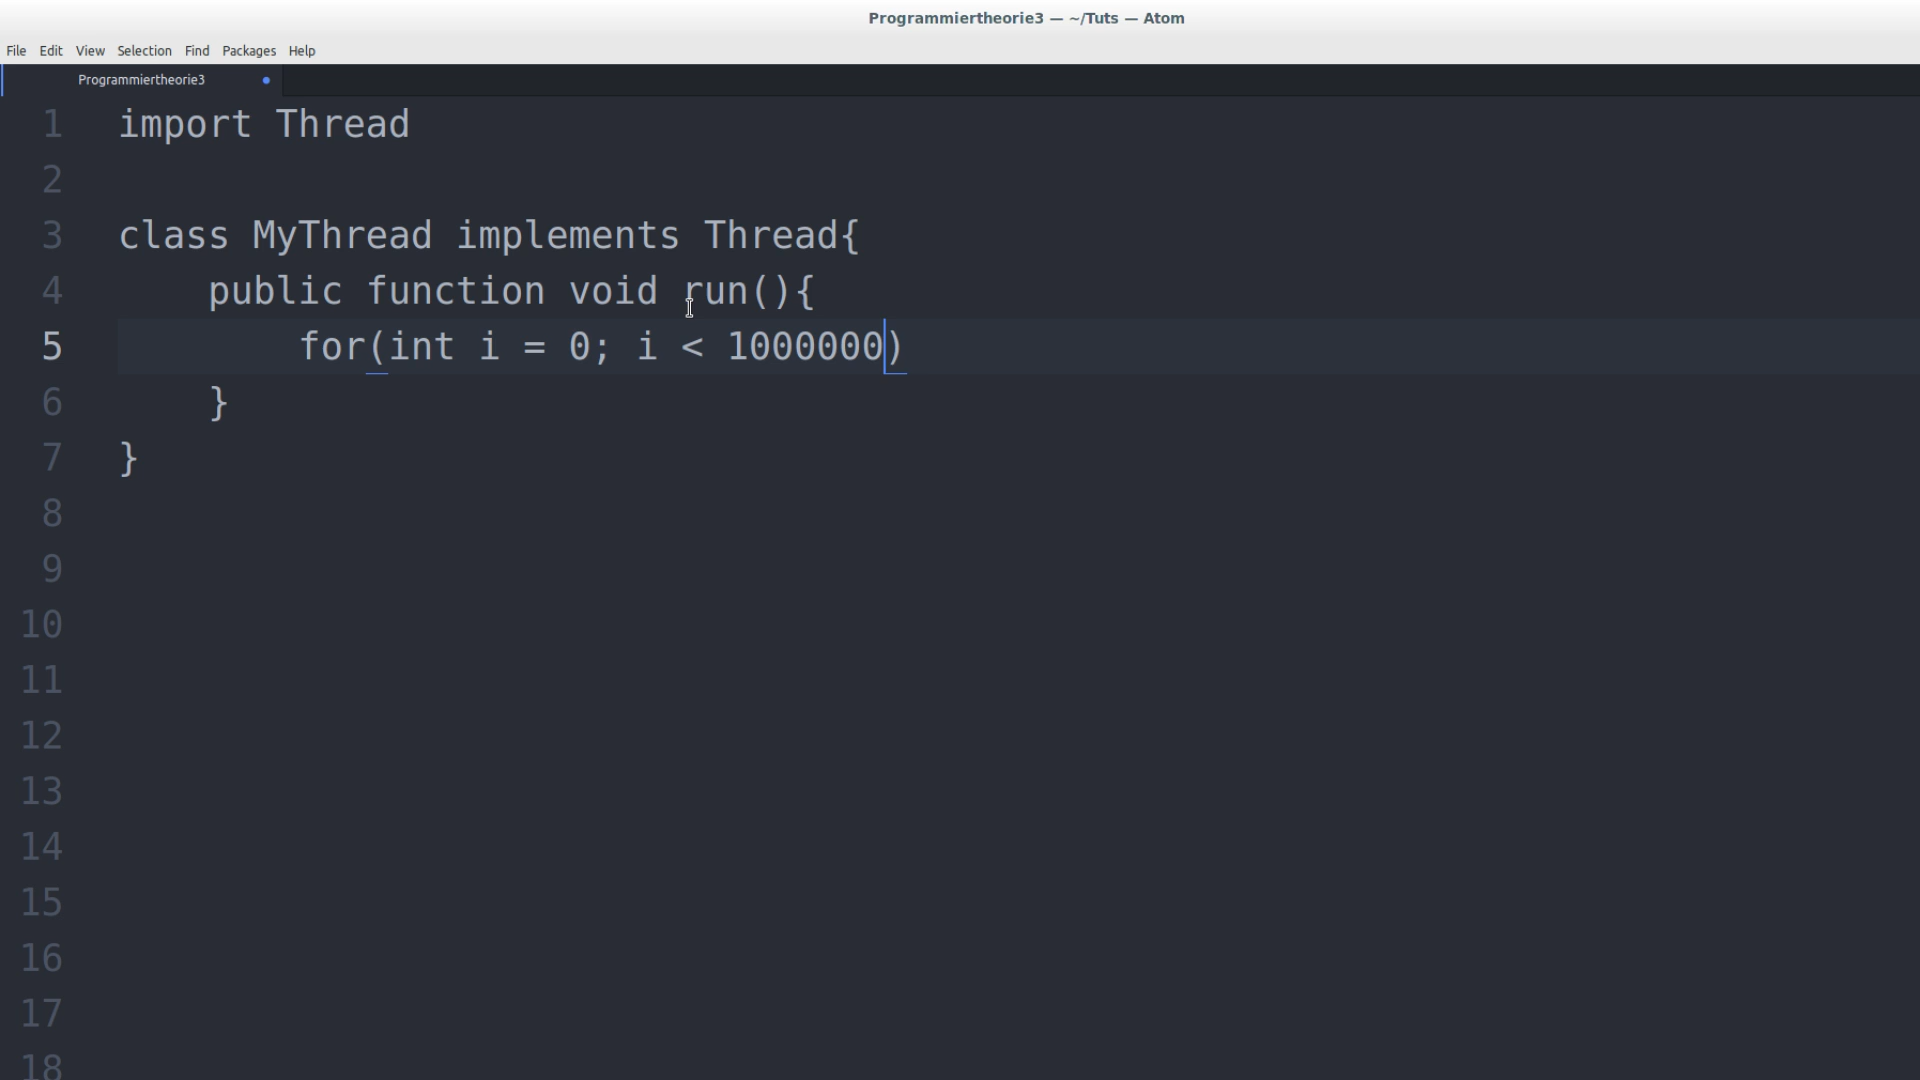 Programmiertheorie3 — ~/Tuts — Atom
File Edit View Selection Find Packages Help
Programmiertheorie3
1 import Thread
2
3 class MyThread implements Thread{
4 public function void run(){
5 for(int i = 0; i < 1000000)
6 }
7 }
8
9
10
11
12
13
14
15
16
17
18